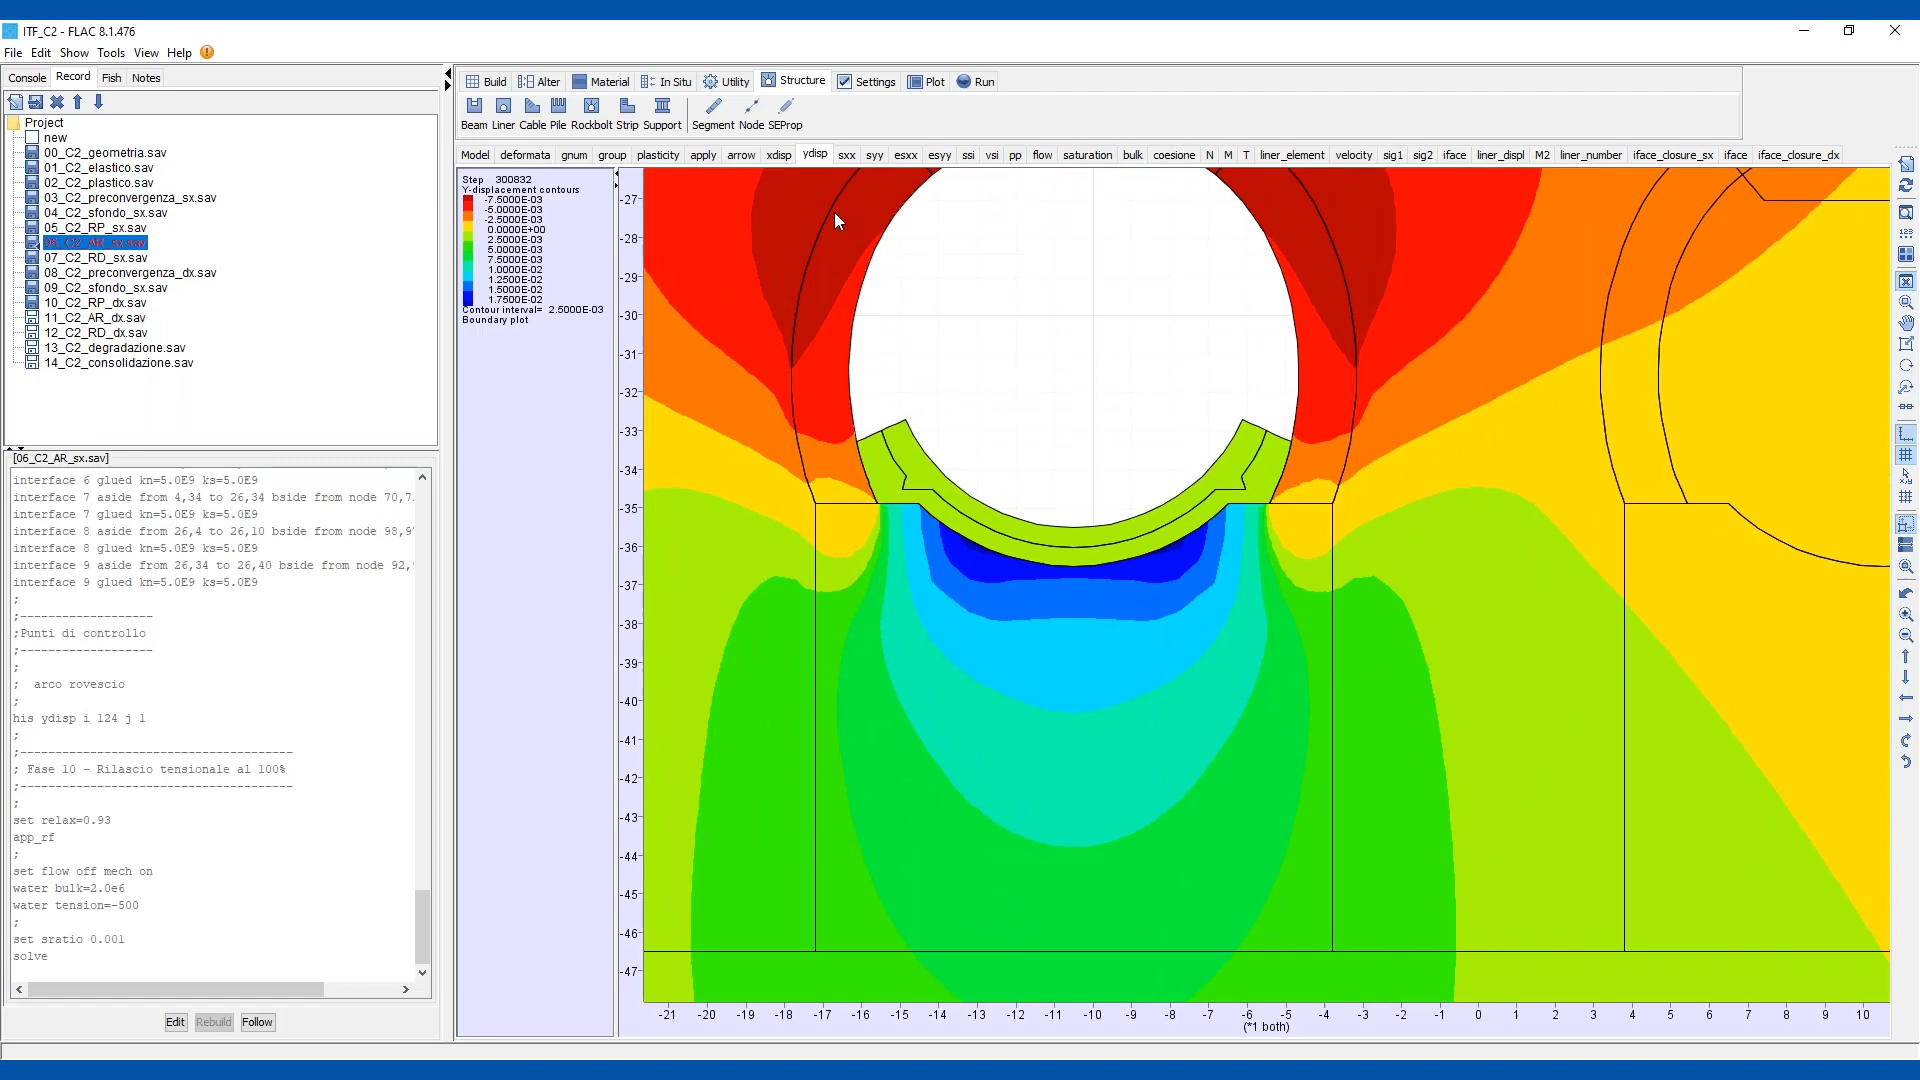 ITF_C2 - FLAC 8.1.476
File Edit Show Tools View Help
Console Record Fish Notes
Project
new
00_C2_geometria.sav
01_C2_elastico.sav
02_C2_plastico.sav
03_C2_preconvergenza_sx.sav
04_C2_sfondo_sx.sav
05_C2_RP_sx.sav
06_C2_AR_sx.sav
07_C2_RD_sx.sav
08_C2_preconvergenza_dx.sav
09_C2_sfondo_sx.sav
10_C2_RP_dx.sav
11_C2_AR_dx.sav
12_C2_RD_dx.sav
13_C2_degradazione.sav
14_C2_consolidazione.sav
[06_C2_AR_sx.sav]
interface 6 glued kn=5.0E9 ks=5.0E9
interface 7 aside from 4,34 to 26,34 bside from node 70,7
interface 7 glued kn=5.0E9 ks=5.0E9
interface 8 aside from 26,4 to 26,10 bside from node 98,9
interface 8 glued kn=5.0E9 ks=5.0E9
interface 9 aside from 26,34 to 26,40 bside from node 92,
interface 9 glued kn=5.0E9 ks=5.0E9
;
;-------------------
;Punti di controllo
;-------------------
;
;  arco rovescio
;
his ydisp i 124 j 1
;
;--------------------------------------
; Fase 10 - Rilascio tensionale al 100%
;--------------------------------------
;
set relax=0.93
app_rf
;
set flow off mech on
water bulk=2.0e6
water tension=-500
;
set sratio 0.001
solve
Edit Rebuild Follow
Build Alter Material In Situ Utility Structure Settings Plot Run
Beam Liner Cable Pile Rockbolt Strip Support Segment Node SEProp
Model deformata gnum group plasticity apply arrow xdisp ydisp sxx syy esxx esyy ssi vsi pp flow saturation bulk coesione N M T liner_element velocity sig1 sig2 iface liner_displ M2 liner_number iface_closure_sx iface iface_closure_dx
Step 300832
Y-displacement contours
-7.5000E-03
-5.0000E-03
-2.5000E-03
0.0000E+00
2.5000E-03
5.0000E-03
7.5000E-03
1.0000E-02
1.2500E-02
1.5000E-02
1.7500E-02
Contour interval= 2.5000E-03
Boundary plot
-27
-28
-29
-30
-31
-32
-33
-34
-35
-36
-37
-38
-39
-40
-41
-42
-43
-44
-45
-46
-47
-21 -20 -19 -18 -17 -16 -15 -14 -13 -12 -11 -10 -9 -8 -7 -6 -5 -4 -3 -2 -1 0 1 2 3 4 5 6 7 8 9 10
(*1 both)
123